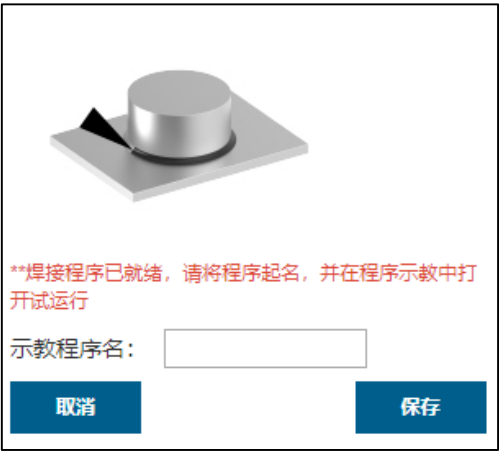 **焊接程序已就绪，请将程序起名，并在程序示教中打
开试运行
示教程序名：
取消
保存